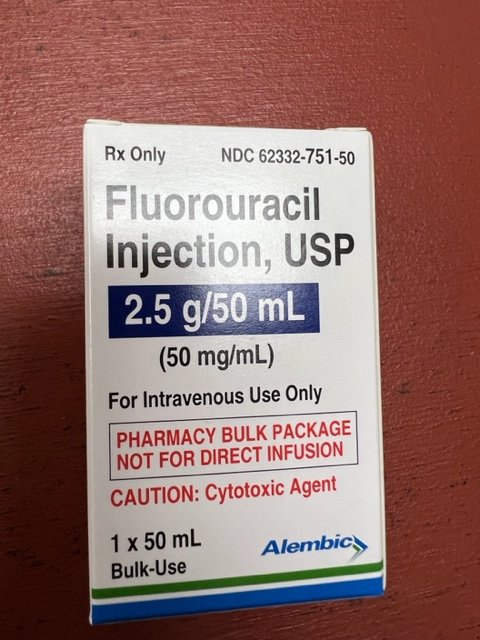 Rx Only
NDC 62332-751-50
Fluorouracil
Injection, USP
2.5 g/50 mL
(50 mg/mL)
For Intravenous Use Only
PHARMACY BULK PACKAGE
NOT FOR DIRECT INFUSION
CAUTION: Cytotoxic Agent
1 x 50 mL
Bulk-Use
Alembic